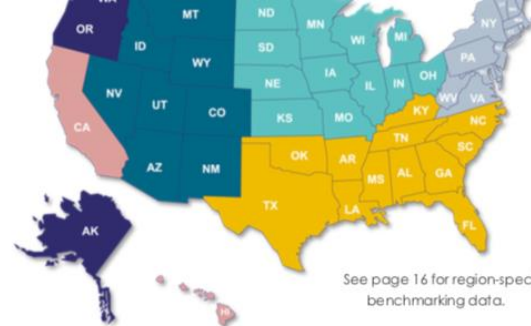 WA
OR
MT
ID
WY
NV
UT
CO
CA
AZ
NM
ND
MN
SD
WI
MI
NE
IA
IL
IN
OH
KS
MO
NY
PA
WV
VA
KY
NC
TN
OK
AR
SC
MS
AL
GA
TX
LA
FL
AK
HI
See page 16 for region-spec
benchmarking data.